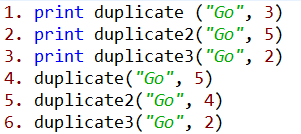 1. print duplicate ("Go", 3)
2. print duplicate2("Go", 5)
3. print duplicate3("Go", 2)
4. duplicate("Go", 5)
5. duplicate2("Go", 4)
6. duplicate3("Go", 2)